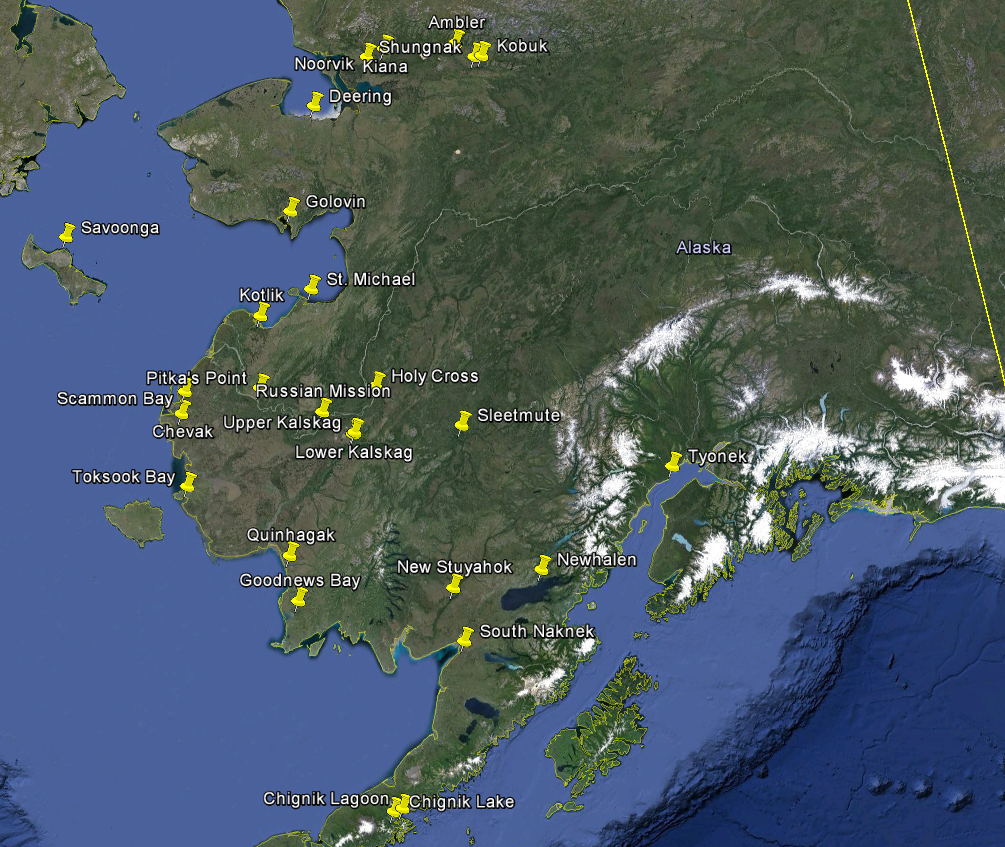 Ambler
Shungnak
Kobuk
Noorvik
Kiana
Deering
Golovin
Savoonga
Alaska
St. Michael
Kotlik
Pitka's Point
Holy Cross
Russian Mission
Scammon Bay
Sleetmute
Upper Kalskag
Chevak
Lower Kalskag
Tyonek
Toksook Bay
Quinhagak
Newhalen
New Stuyahok
Goodnews Bay
South Naknek
Chignik Lagoon
Chignik Lake